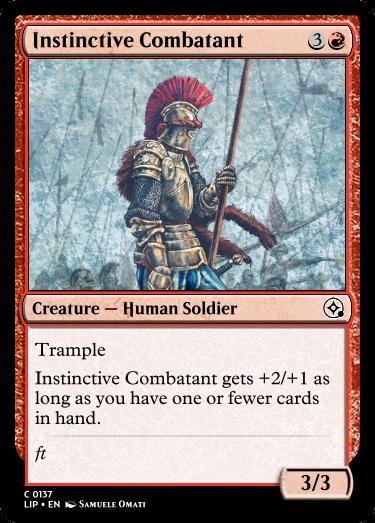 Instinctive Combatant 3
Creature — Human Soldier
Trample
Instinctive Combatant gets +2/+1 as
long as you have one or fewer cards
in hand.
ft
3/3
C 0137
LIP • EN Samuele Omati